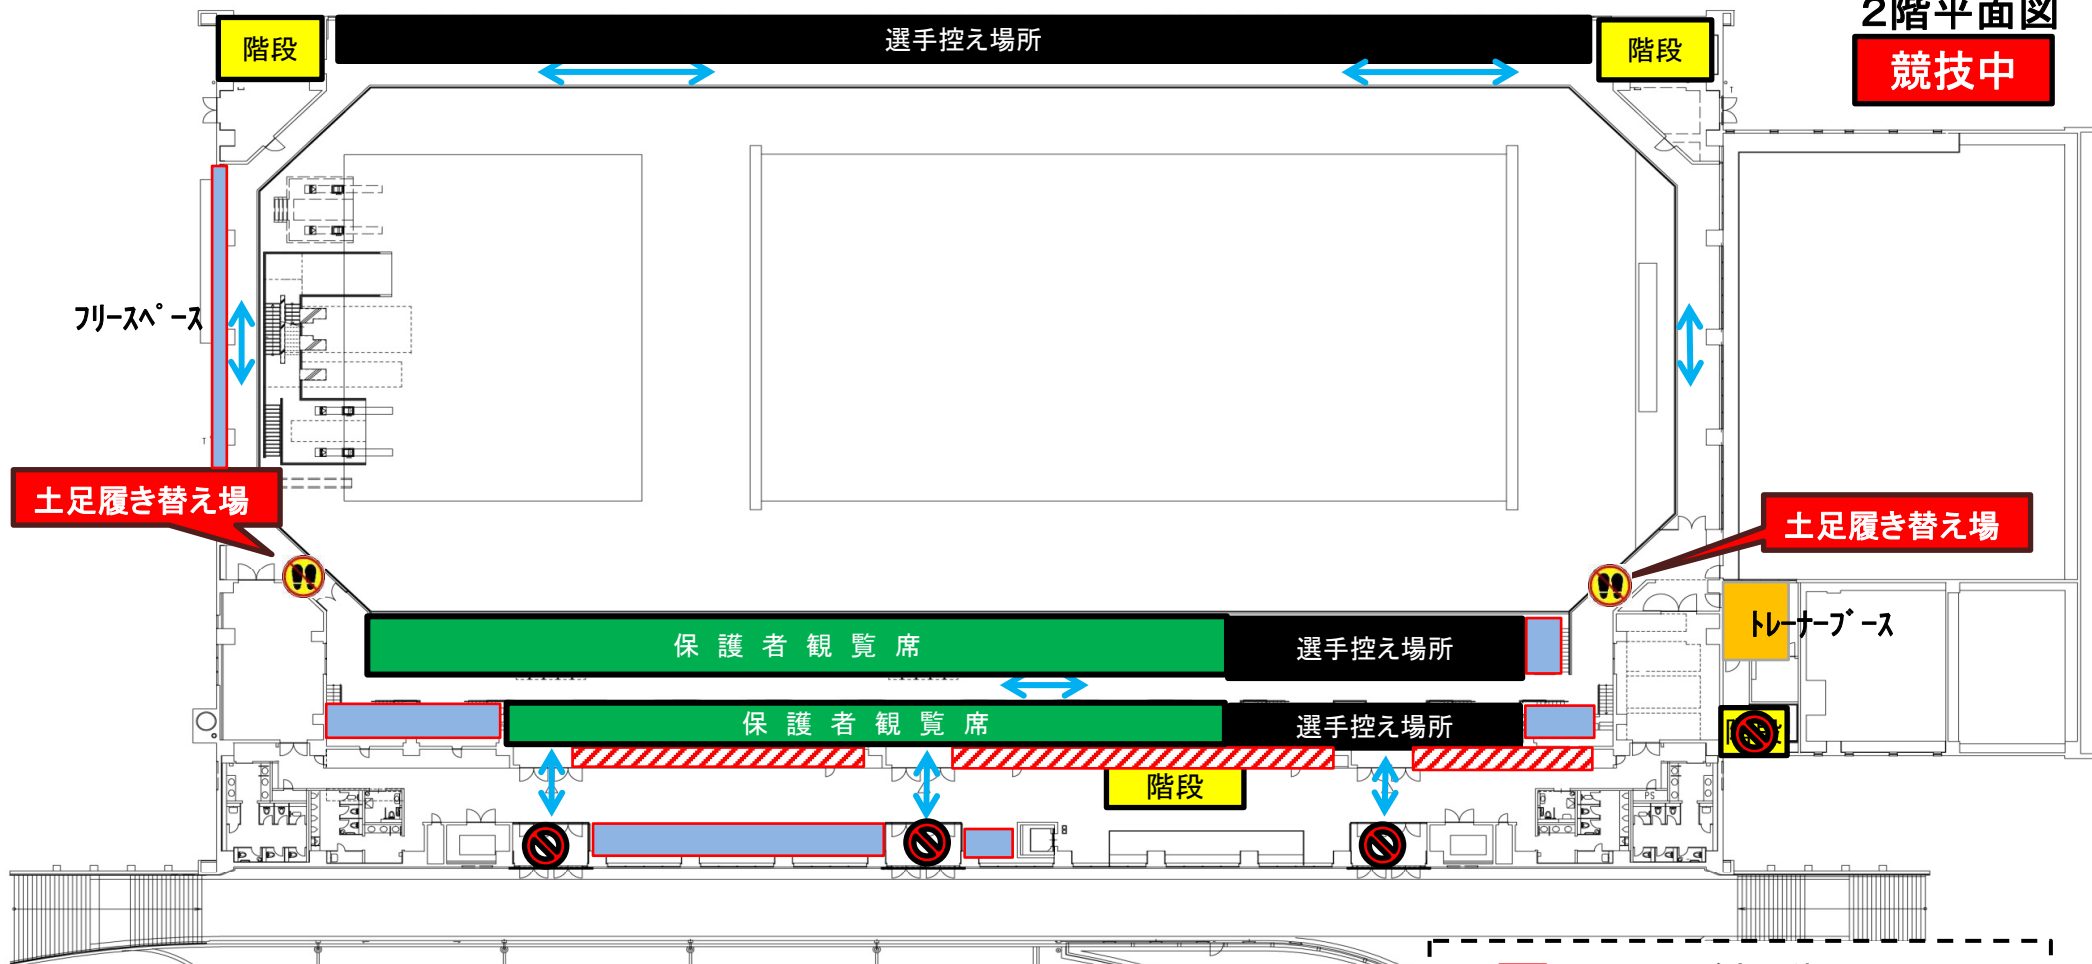 2階平面図
階段
選手控え場所
階段
競技中
フリースペース
土足履き替え場
土足履き替え場
保護者観覧席
選手控え場所
トレーナーブース
保護者観覧席
選手控え場所
階段
PS